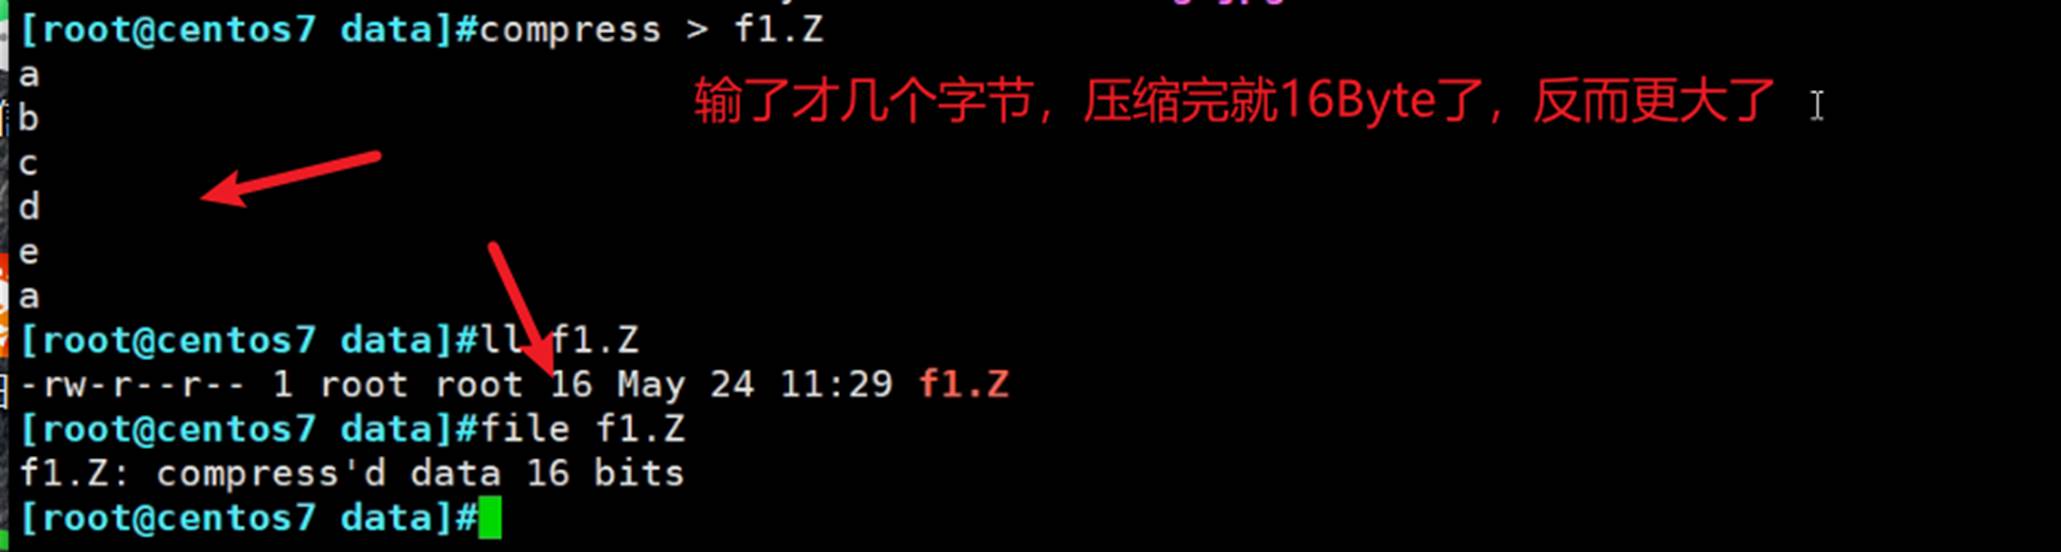 [root@centos7 data]#compress > f1.Z
a
输了才几个字节，压缩完就16Byte了，反而更大了
b
c
d
e
a
[root@centos7 data]#ll f1.Z
-rw-r--r-- 1 root root 16 May 24 11:29 f1.Z
[root@centos7 data]#file f1.Z
f1.Z: compress'd data 16 bits
[root@centos7 data]#